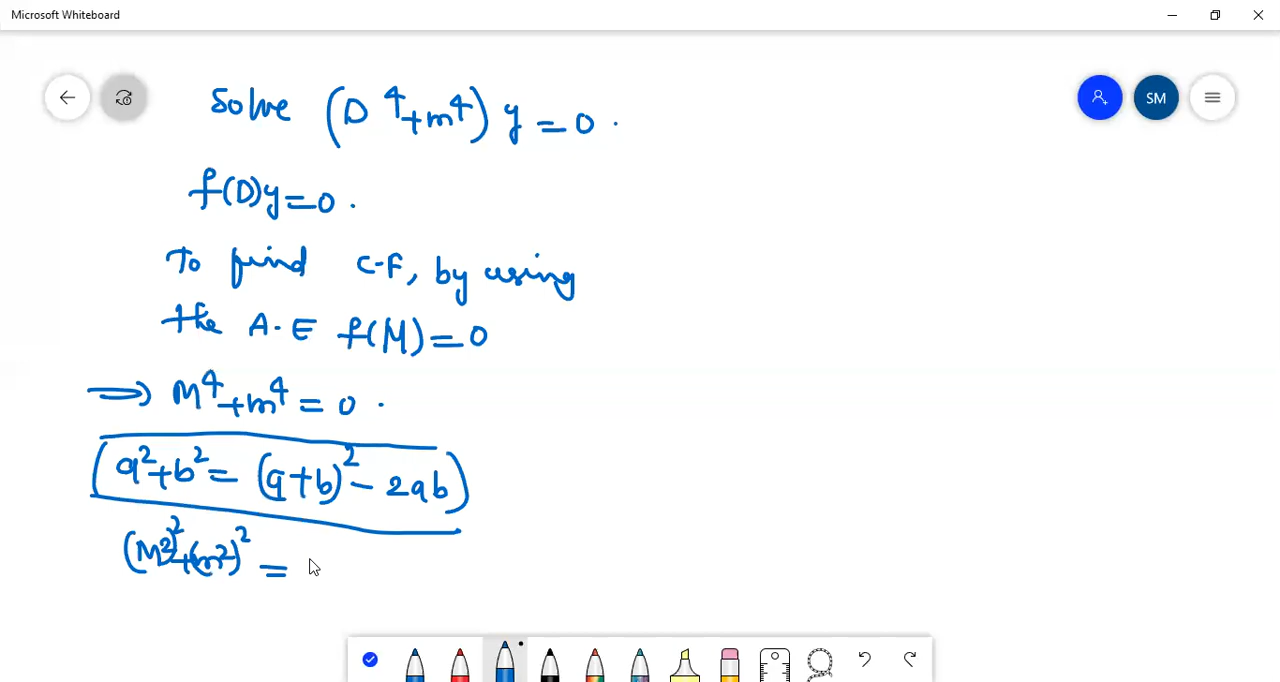 Microsoft Whiteboard
SM
Solve (D⁴+m⁴) y = 0 .
f(D)y = 0 .
To find C-F, by using
the A-E f(M) = 0
⇒ M⁴+m⁴ = 0 .
a²+b² = (a+b)² - 2ab
(M²)²+(m²)² =